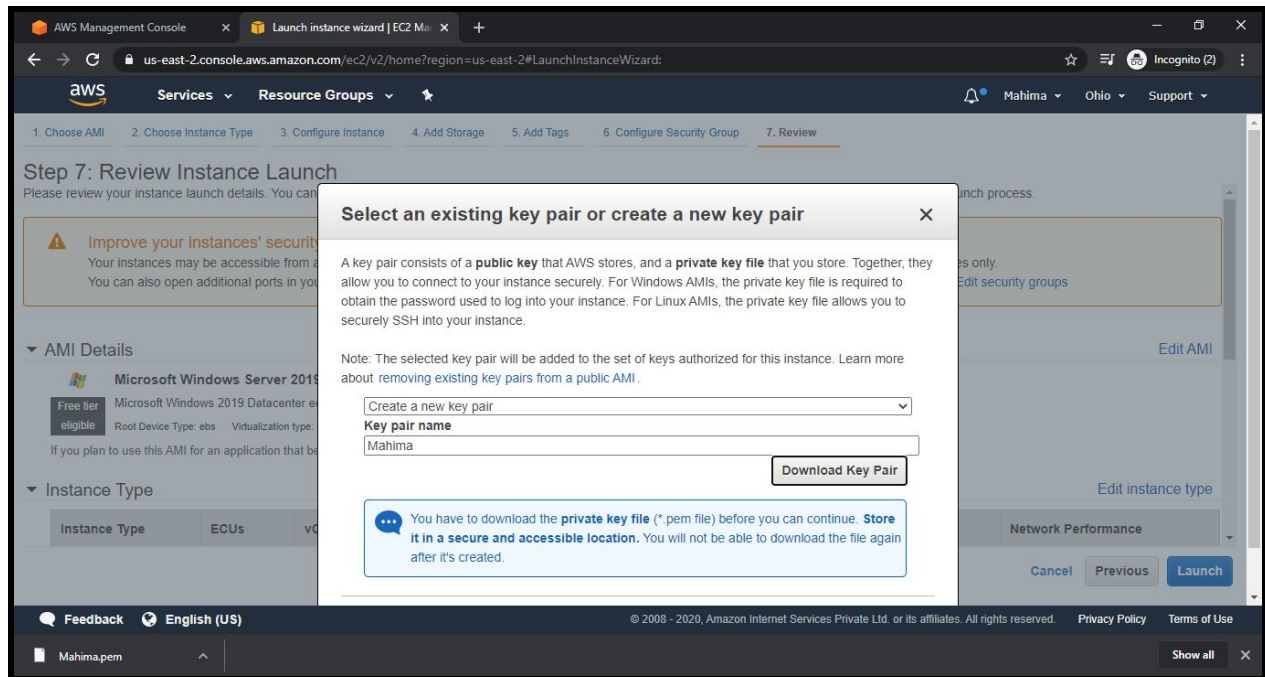 AWS Management Console
Launch instance wizard | EC2 Ma
us-east-2.console.aws.amazon.com/ec2/v2/home?region=us-east-2#LaunchInstanceWizard:
Incognito (2)
aws Services Resource Groups Mahima Ohio Support
1. Choose AMI 2. Choose Instance Type 3. Configure Instance 4. Add Storage 5. Add Tags 6. Configure Security Group 7. Review
Step 7: Review Instance Launch
Please review your instance launch details. You can unch process.
Improve your instances' security
Your instances may be accessible from a es only.
You can also open additional ports in you Edit security groups
AMI Details Edit AMI
Microsoft Windows Server 2019
Free tier eligible
Microsoft Windows 2019 Datacenter e
Root Device Type: ebs Virtualization type:
If you plan to use this AMI for an application that be
Instance Type Edit instance type
Instance Type ECUs vC Network Performance
Cancel Previous Launch
Select an existing key pair or create a new key pair
A key pair consists of a public key that AWS stores, and a private key file that you store. Together, they
allow you to connect to your instance securely. For Windows AMIs, the private key file is required to
obtain the password used to log into your instance. For Linux AMIs, the private key file allows you to
securely SSH into your instance.
Note: The selected key pair will be added to the set of keys authorized for this instance. Learn more
about removing existing key pairs from a public AMI.
Create a new key pair
Key pair name
Mahima
Download Key Pair
You have to download the private key file (*.pem file) before you can continue. Store
it in a secure and accessible location. You will not be able to download the file again
after it's created.
Feedback English (US) © 2008 - 2020, Amazon Internet Services Private Ltd. or its affiliates. All rights reserved. Privacy Policy Terms of Use
Mahima.pem Show all